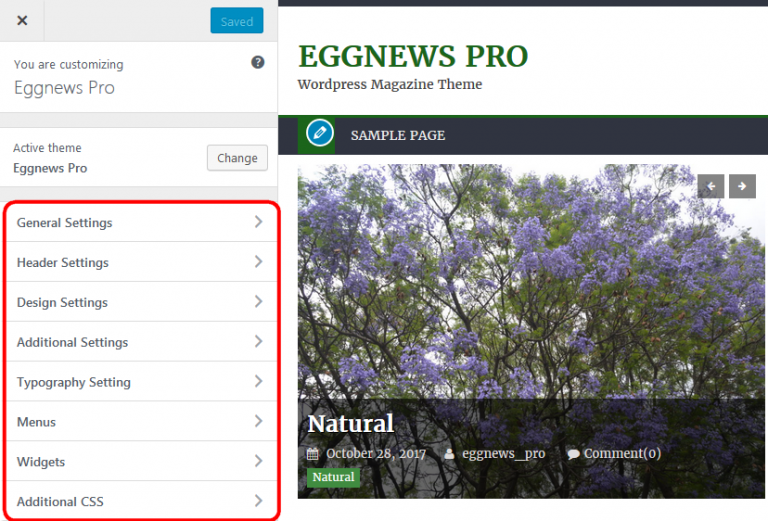 Saved
You are customizing
Eggnews Pro
Active theme
Eggnews Pro
Change
General Settings
Header Settings
Design Settings
Additional Settings
Typography Setting
Menus
Widgets
Additional CSS
EGGNEWS PRO
Wordpress Magazine Theme
SAMPLE PAGE
Natural
October 28, 2017 eggnews_pro Comment(0)
Natural